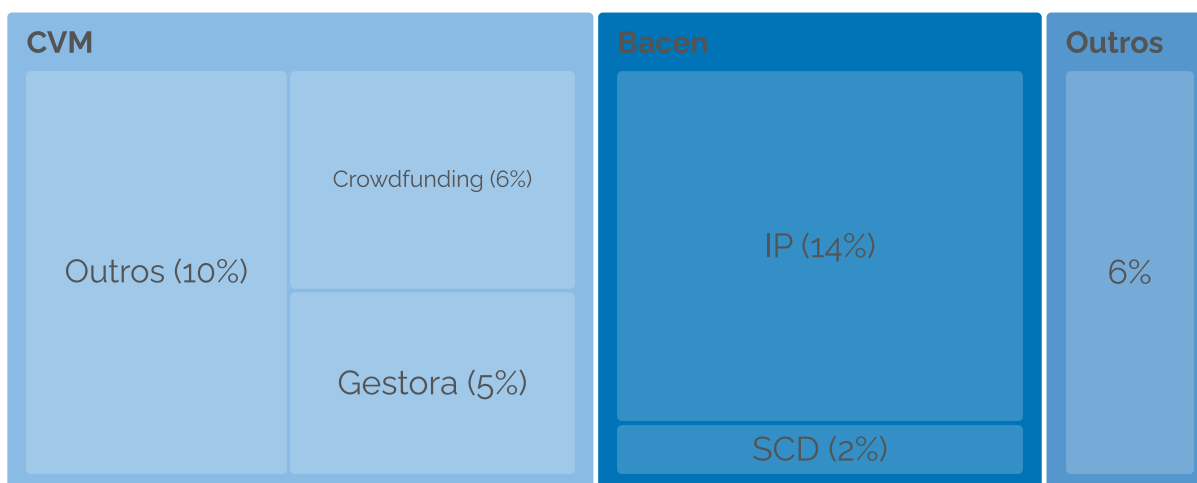 CVM
Outros (10%)
Crowdfunding (6%)
Gestora (5%)
Bacen
IP (14%)
SCD (2%)
Outros
6%